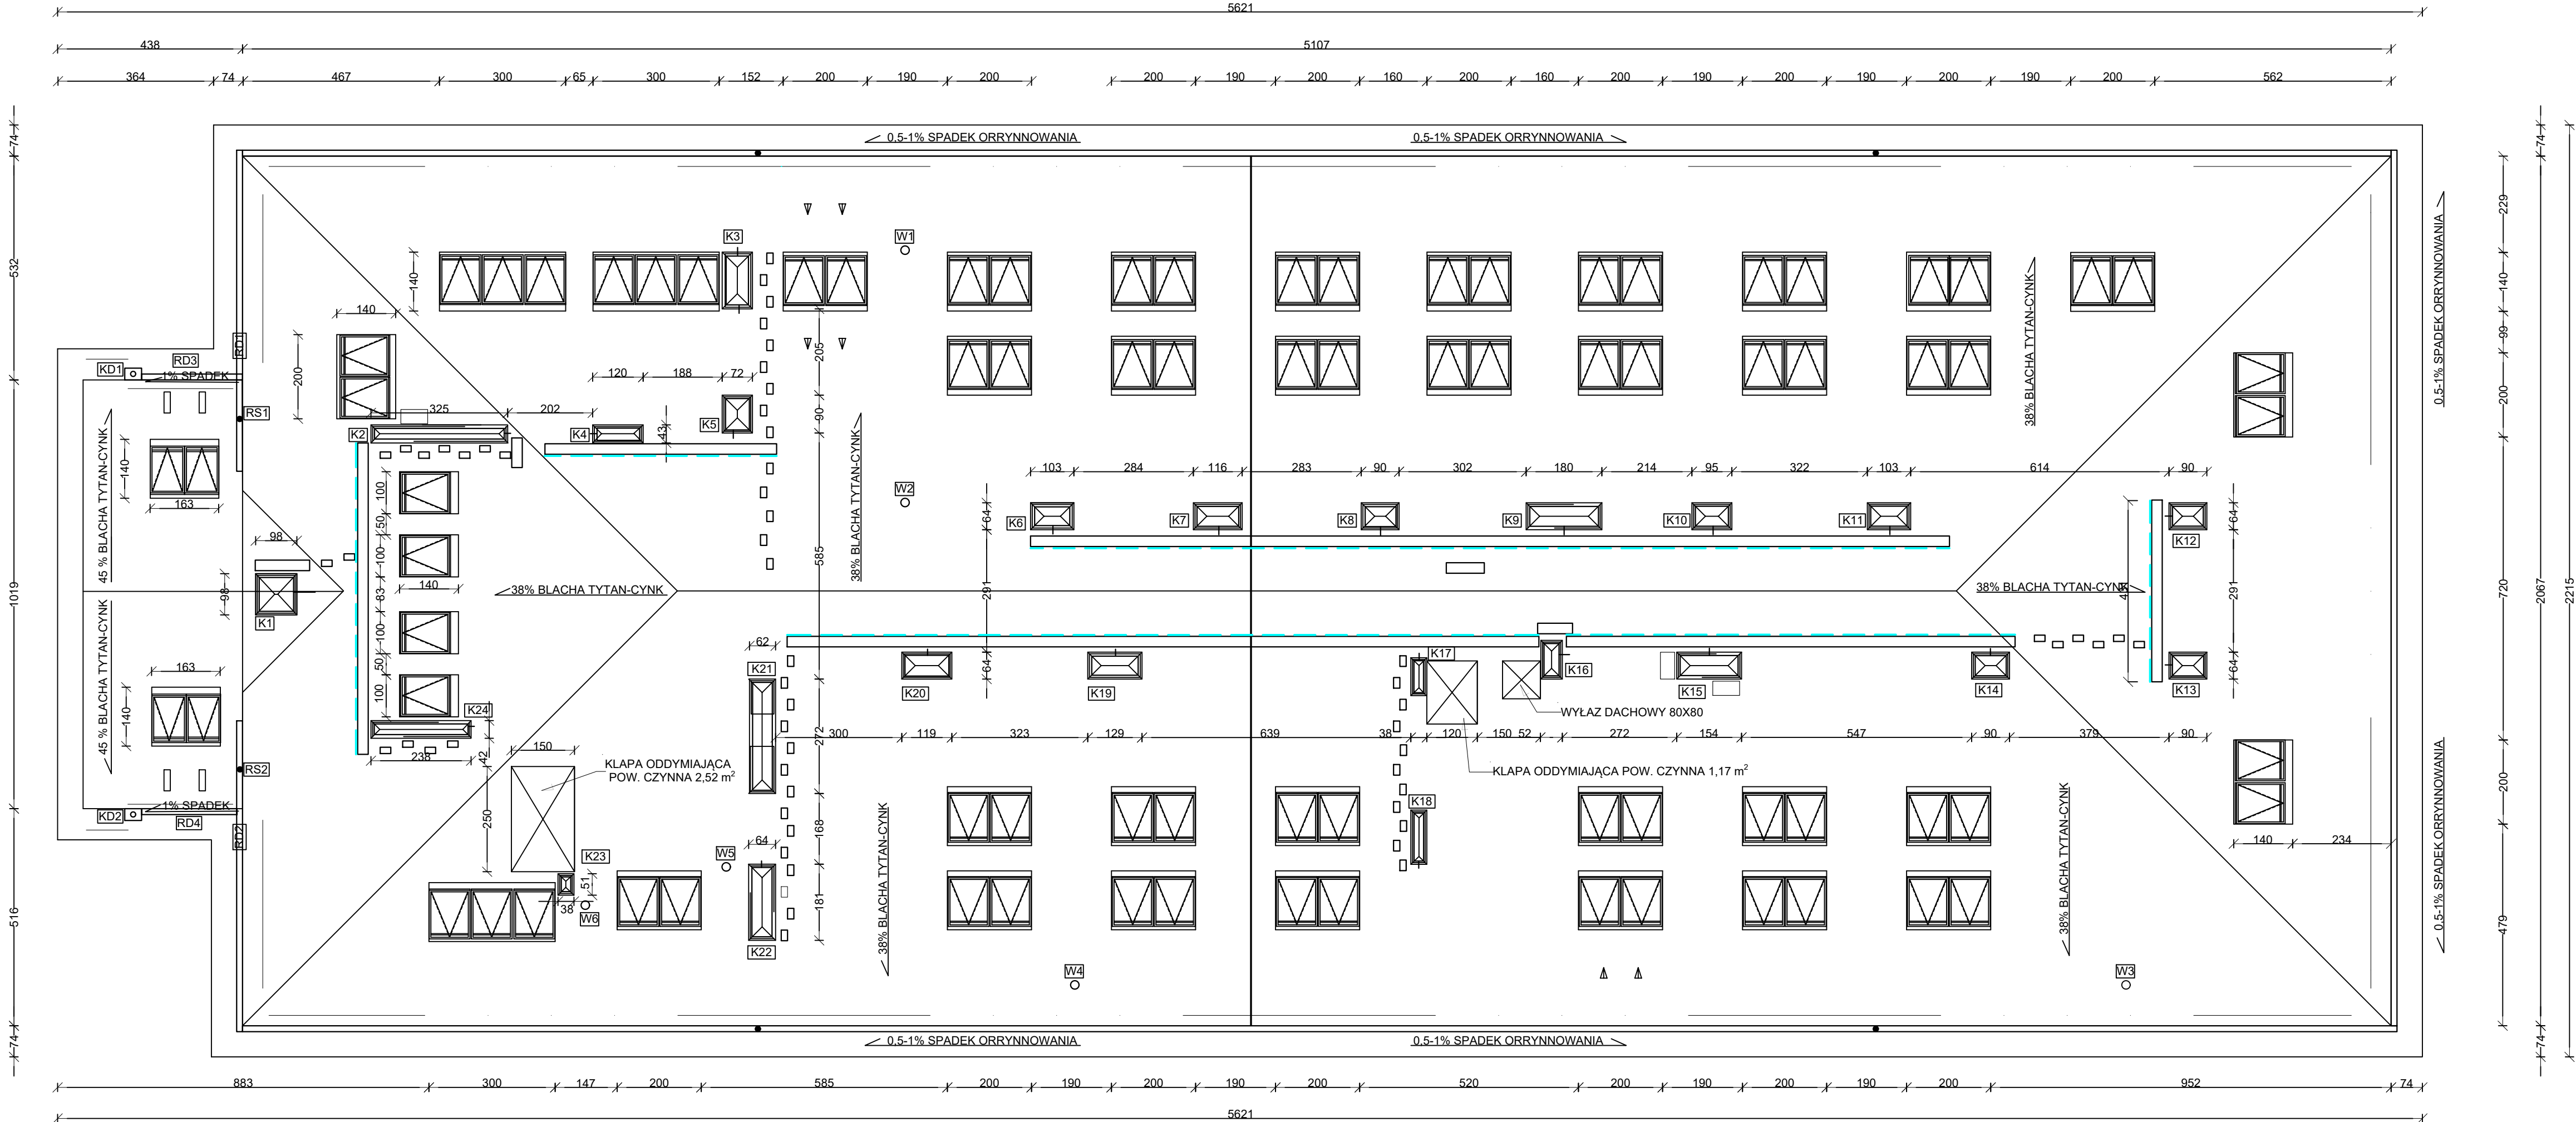 5621
438
5107
364
74
467
300
65
300
152
200
190
200
200
190
200
160
200
160
200
190
200
190
200
190
200
562
0,5-1% SPADEK ORRYNNOWANIA
0,5-1% SPADEK ORRYNNOWANIA
74
532
1019
516
74
229
140
99
200
720
200
479
74
2067
74
2215
0,5-1% SPADEK ORRYNNOWANIA
0,5-1% SPADEK ORRYNNOWANIA
K3
W1
140
140
200
RD1
RD3
KD1
1% SPADEK
RS1
45 % BLACHA TYTAN-CYNK
140
163
325
202
120
188
72
205
90
K2
K4
43
K5
38% BLACHA TYTAN-CYNK
38% BLACHA TYTAN-CYNK
W2
103
284
116
283
90
302
180
214
95
322
103
614
90
64
K6
K7
K8
K9
K10
K11
K12
64
100
50
100
83
100
50
100
140
98
98
K1
38% BLACHA TYTAN-CYNK
585
291
38% BLACHA TYTAN-CYNK
291
45 % BLACHA TYTAN-CYNK
163
140
RS2
1% SPADEK
KD2
RD4
RD2
62
K21
64
K20
K19
K17
K16
K15
K14
K13
64
WYŁAZ DACHOWY 80X80
K24
238
42
150
250
KLAPA ODDYMIAJĄCA
POW. CZYNNA 2,52 m²
272
300
119
323
129
639
38
120
150
52
272
154
547
90
379
90
KLAPA ODDYMIAJĄCA POW. CZYNNA 1,17 m²
K18
38% BLACHA TYTAN-CYNK
38% BLACHA TYTAN-CYNK
168
181
64
W5
K23
51
38
W6
K22
W4
W3
140
234
0,5-1% SPADEK ORRYNNOWANIA
0,5-1% SPADEK ORRYNNOWANIA
883
300
147
200
585
200
190
200
190
200
520
200
190
200
190
200
952
74
5621